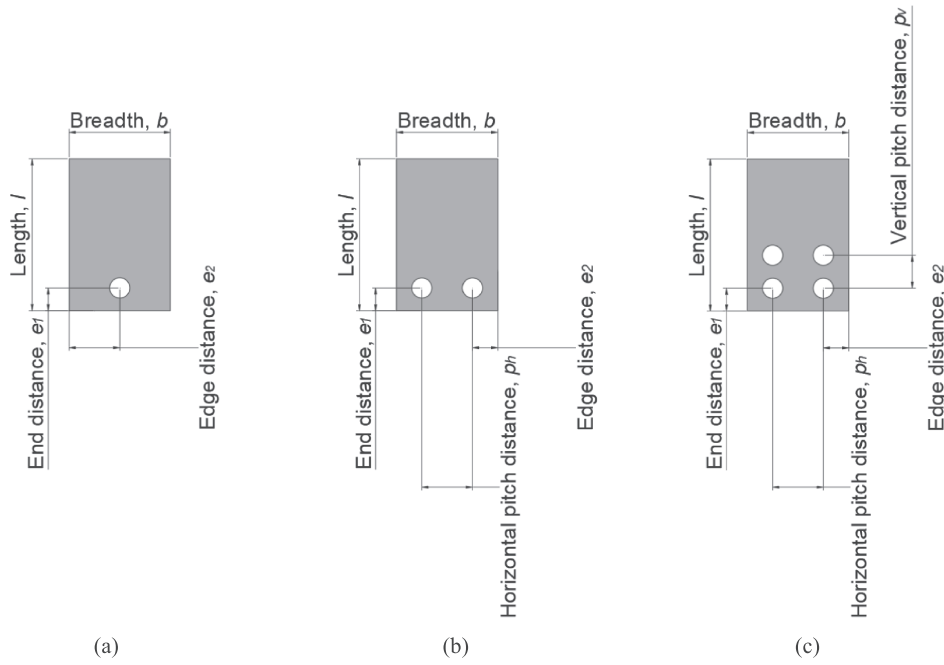 Breadth, b
Length, l
End distance, e1
Edge distance, e2
(a)
Breadth, b
Length, l
End distance, e1
Horizontal pitch distance, ph
Edge distance, e2
(b)
Breadth, b
Length, l
End distance, e1
Horizontal pitch distance, ph
Vertical pitch distance, pv
Edge distance, e2
(c)